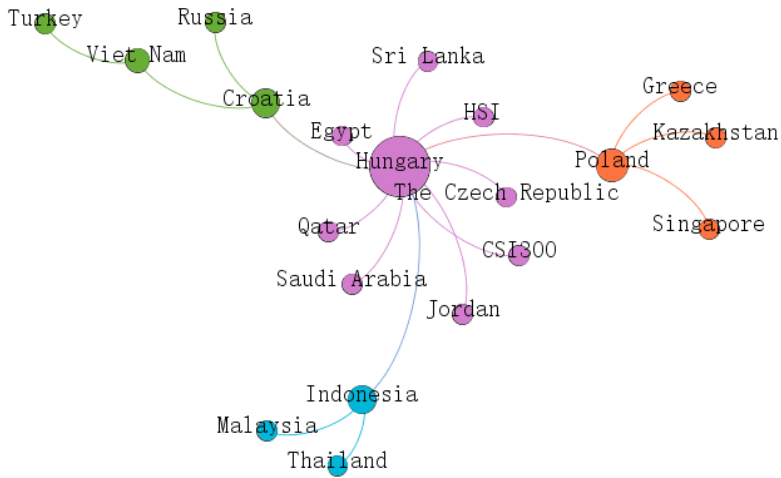 Turkey
Russia
Viet Nam
Sri Lanka
Croatia
Greece
HSI
Egypt
Kazakhstan
Hungary
Poland
The Czech Republic
Qatar
Singapore
CSI300
Saudi Arabia
Jordan
Indonesia
Malaysia
Thailand